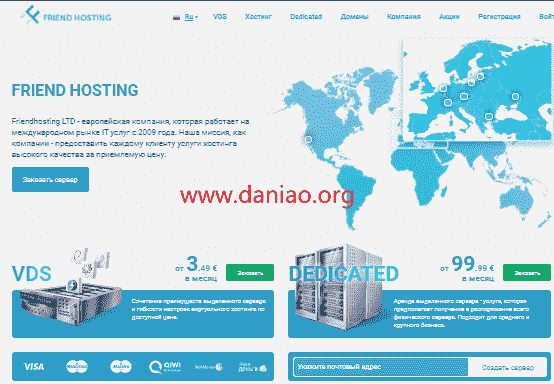 FRIEND HOSTING
Ru
VDS
Хостинг
Dedicated
Домены
Компания
Акции
Регистрация
Войт
FRIEND HOSTING
Friendhosting LTD - европейская компания, которая работает на
международном рынке IT услуг с 2009 года. Наша миссия, как
компании - предоставить каждому клиенту услуги хостинга
высокого качества за приемлемую цену.
Заказать сервер
www.daniao.org
VDS
от 3.49 €
в месяц
Заказать
Сочетание преимуществ выделенного сервера
и гибкости настроек виртуального хостинга по
доступной цене.
DEDICATED
от 99.99 €
в месяц
Заказать
Аренда выделенного сервера - услуга, которая
предполагает получение в распоряжение всего
физического сервера. Подходит для среднего и
крупного бизнеса.
VISA
MasterCard
Maestro
QIWI
WebMoney
Укажите почтовый адрес
Создать сервер